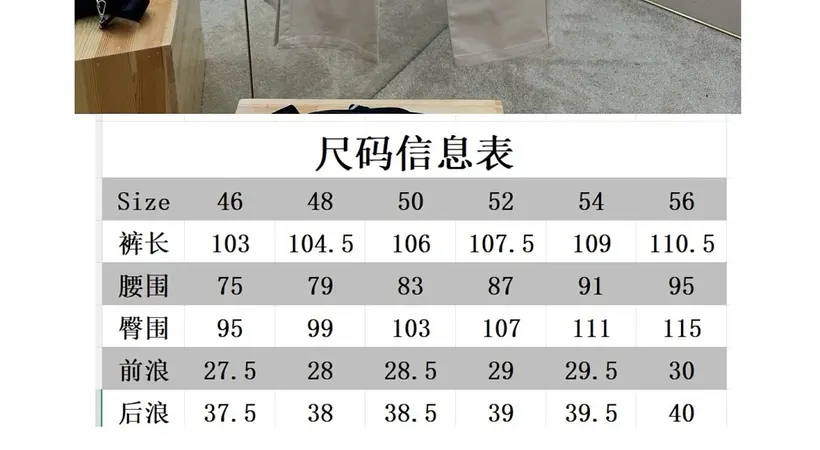 尺码信息表
Size 46 48 50 52 54 56
裤长 103 104.5 106 107.5 109 110.5
腰围 75 79 83 87 91 95
臀围 95 99 103 107 111 115
前浪 27.5 28 28.5 29 29.5 30
后浪 37.5 38 38.5 39 39.5 40